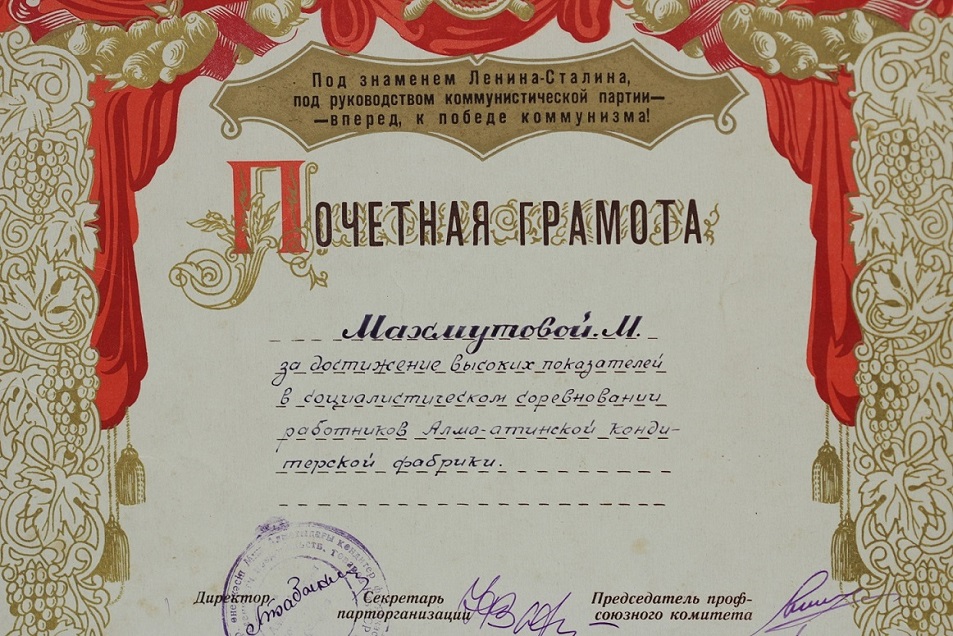 Под знаменем Ленина-Сталина,
под руководством коммунистической партии—
—вперед, к победе коммунизма!
Почетная грамота
Махмутовой. М.
за достижение высоких показателей
в социалистическом соревновании
работников Алма-атинской конди-
терской фабрики.
Директор
Секретарь
парторганизации
Председатель проф-
союзного комитета